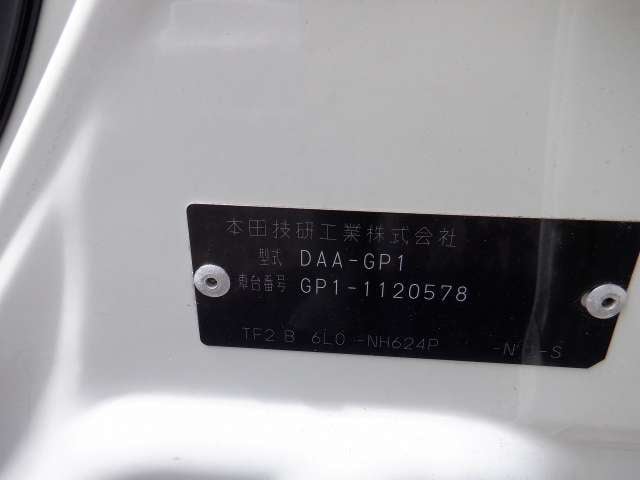 本田技研工業株式会社
型式 DAA-GP1
車台番号 GP1-1120578
TF2 B 6L0 -NH624P